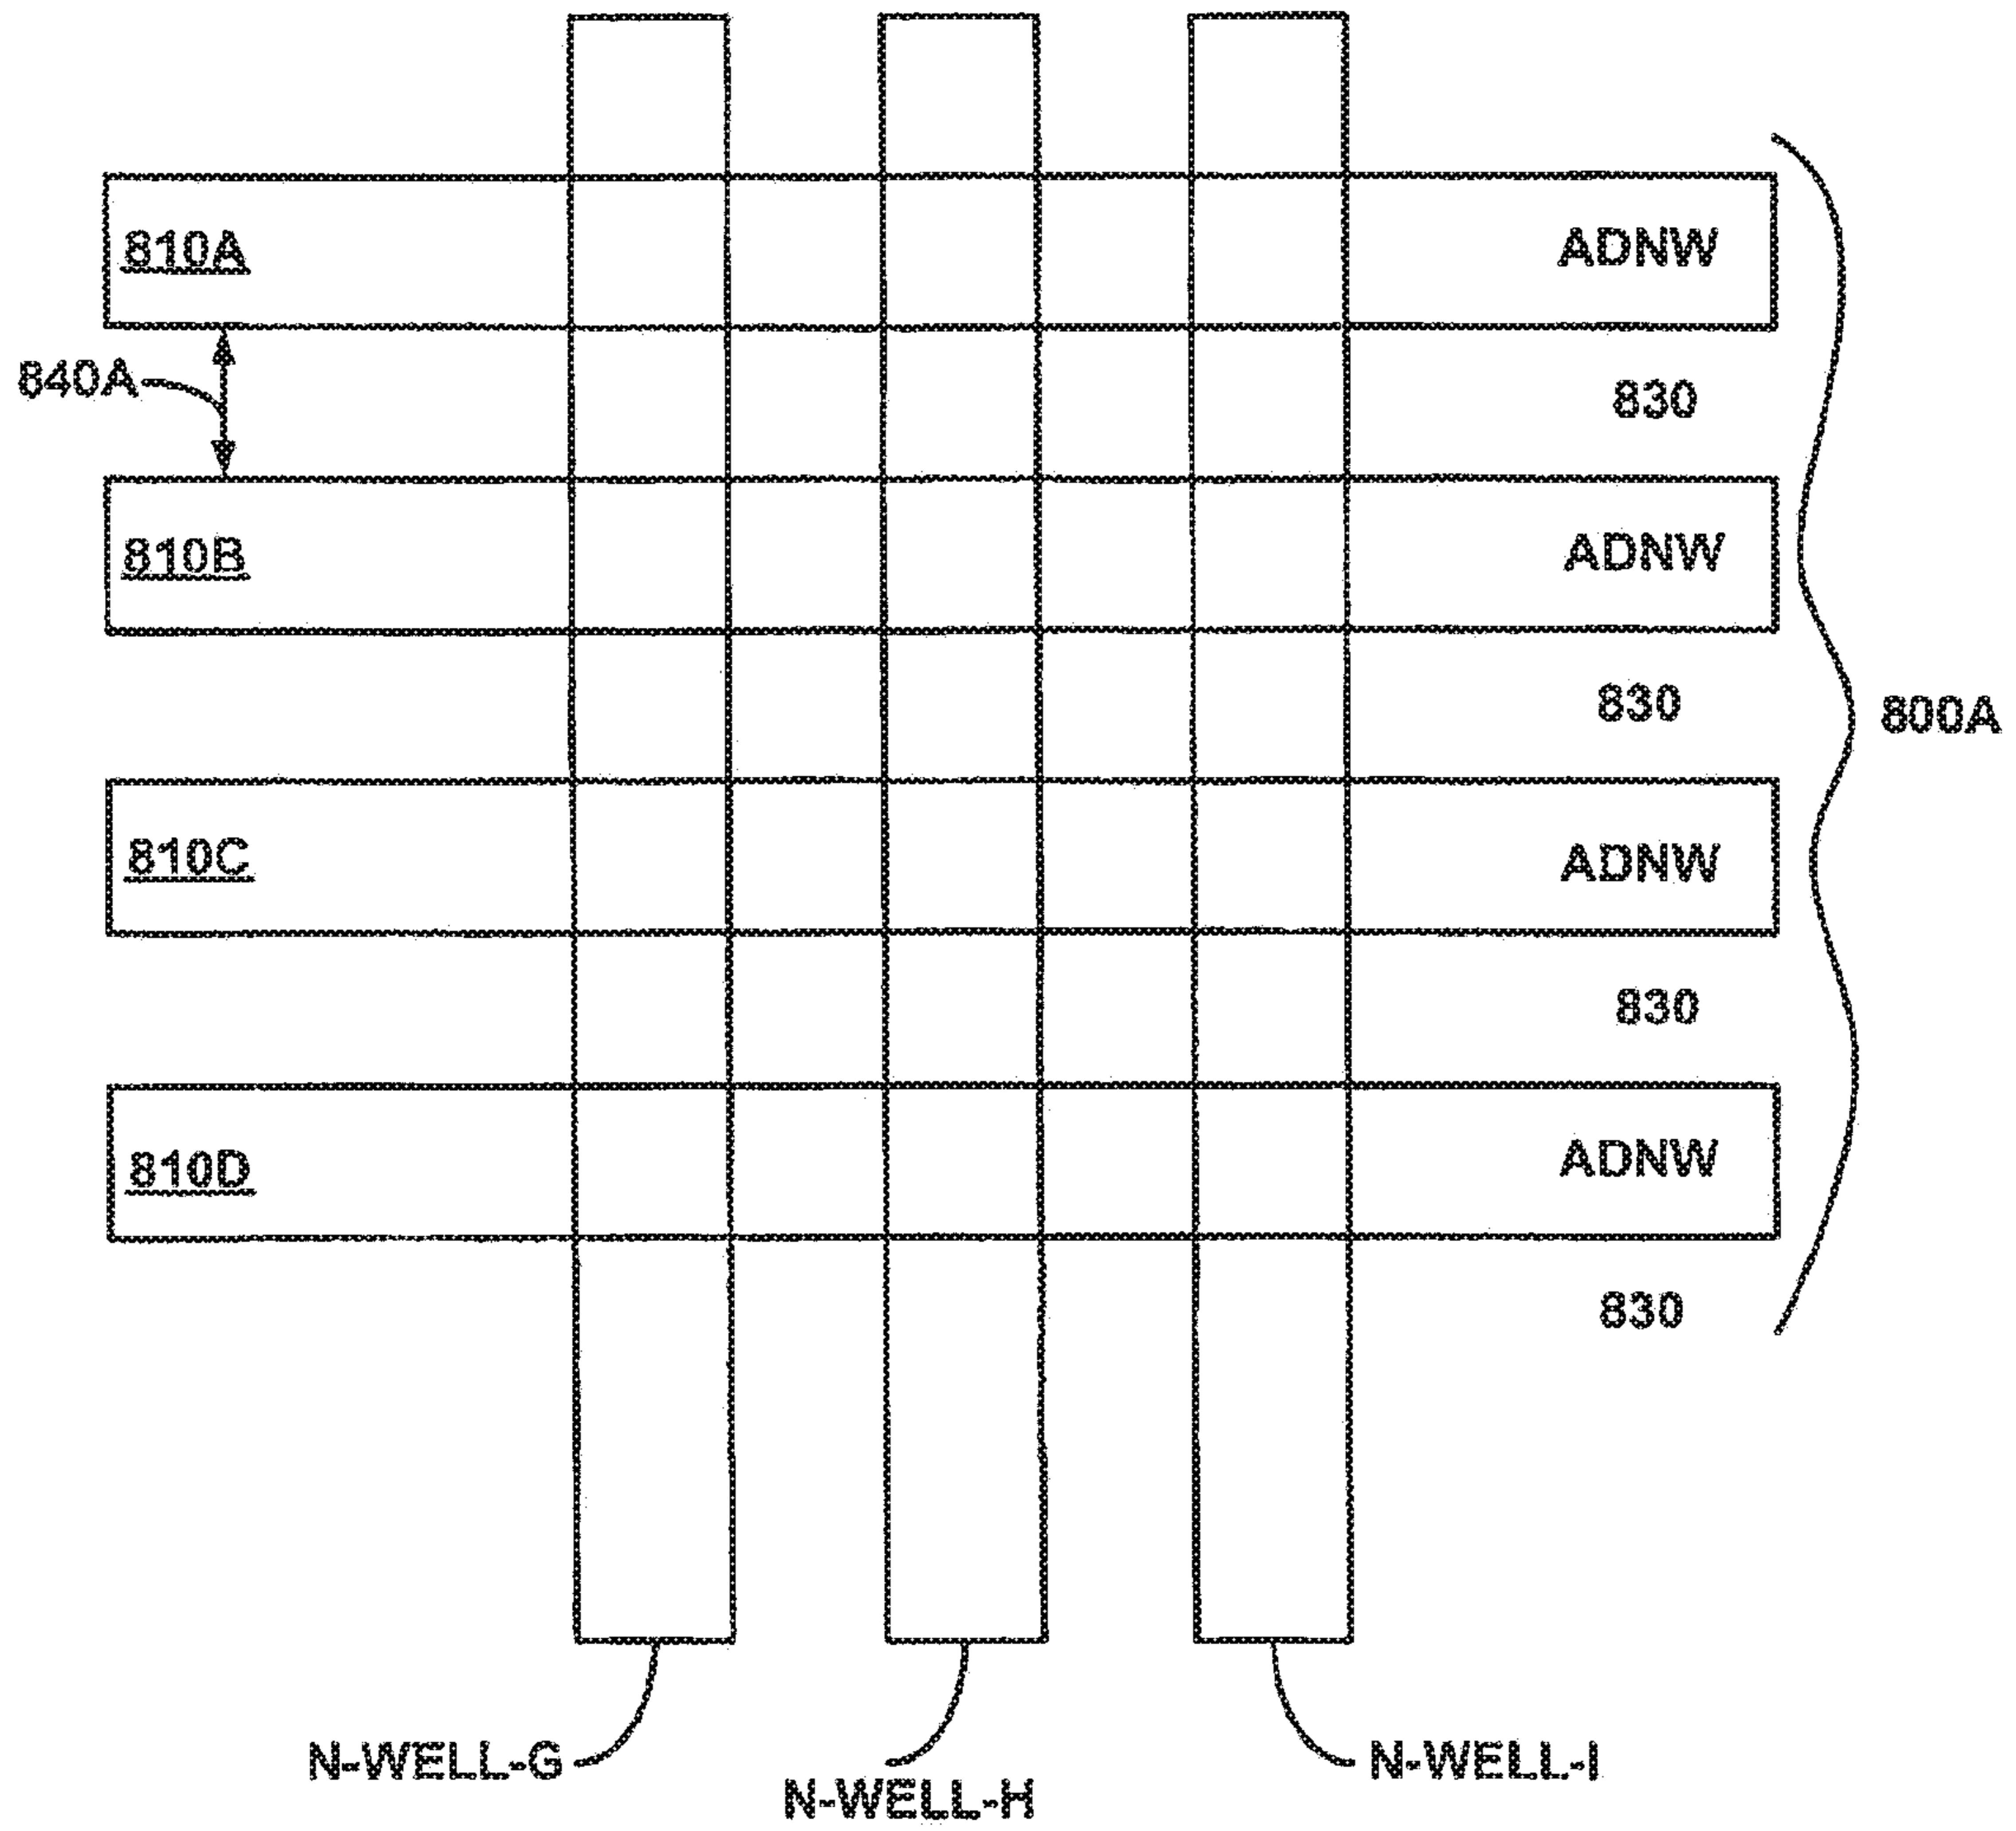 810A ADNW
840A 830
810B ADNW
830
800A
810C ADNW
830
810D ADNW
830
N-WELL-G
N-WELL-H
N-WELL-I